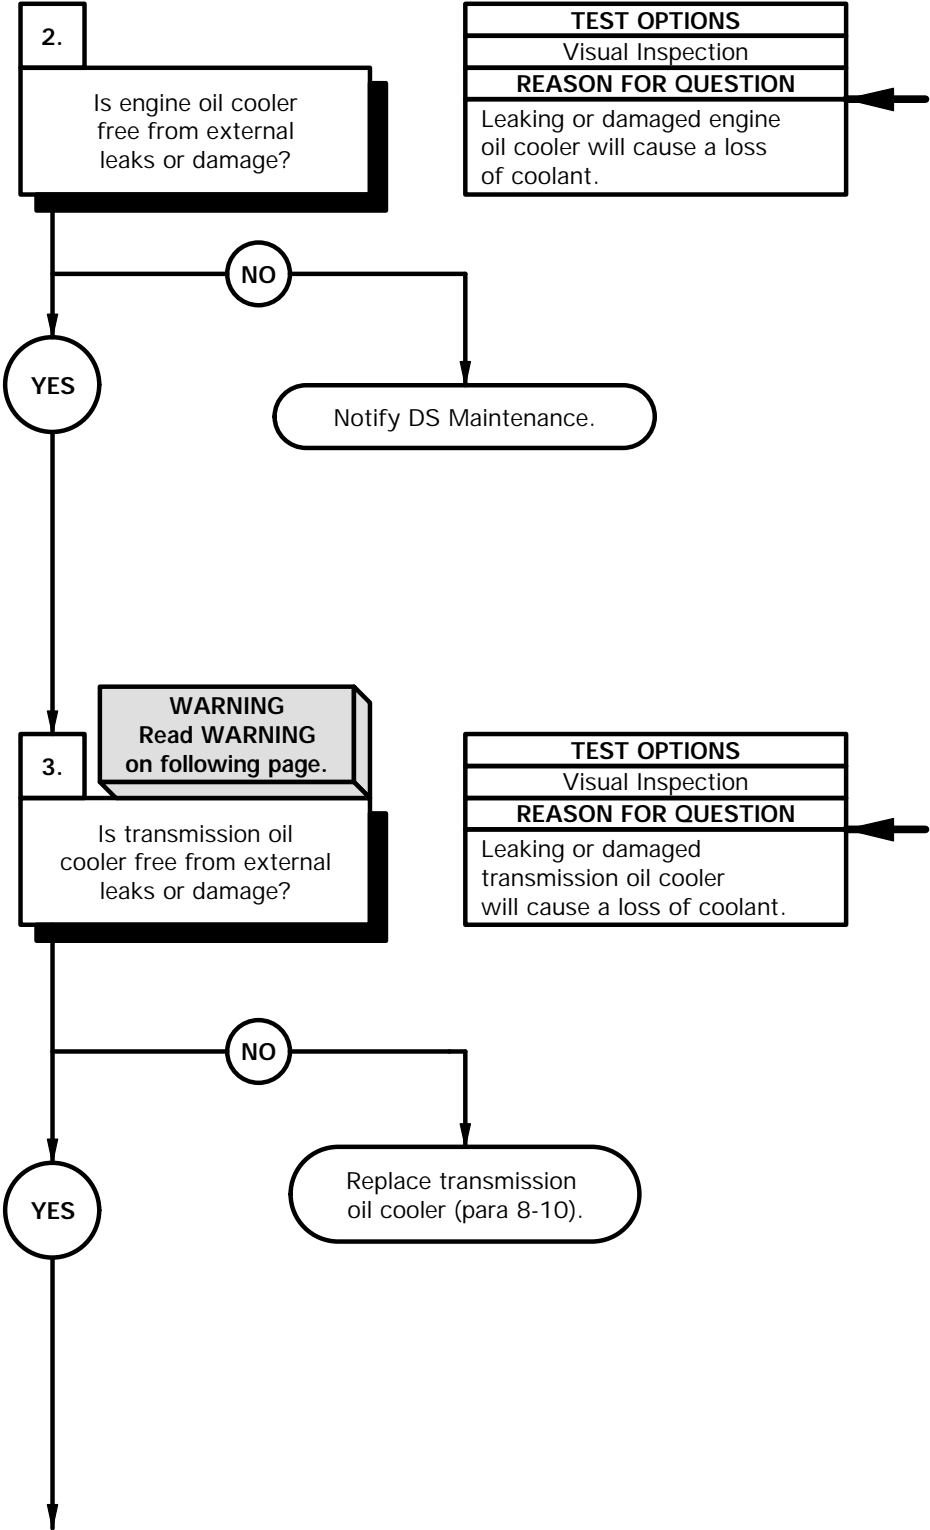 2.
Is engine oil cooler
free from external
leaks or damage?
TEST OPTIONS
Visual Inspection
REASON FOR QUESTION
Leaking or damaged engine
oil cooler will cause a loss
of coolant.
NO
YES
Notify DS Maintenance.
WARNING
Read WARNING
on following page.
3.
Is transmission oil
cooler free from external
leaks or damage?
TEST OPTIONS
Visual Inspection
REASON FOR QUESTION
Leaking or damaged
transmission oil cooler
will cause a loss of coolant.
NO
YES
Replace transmission
oil cooler (para 8-10).